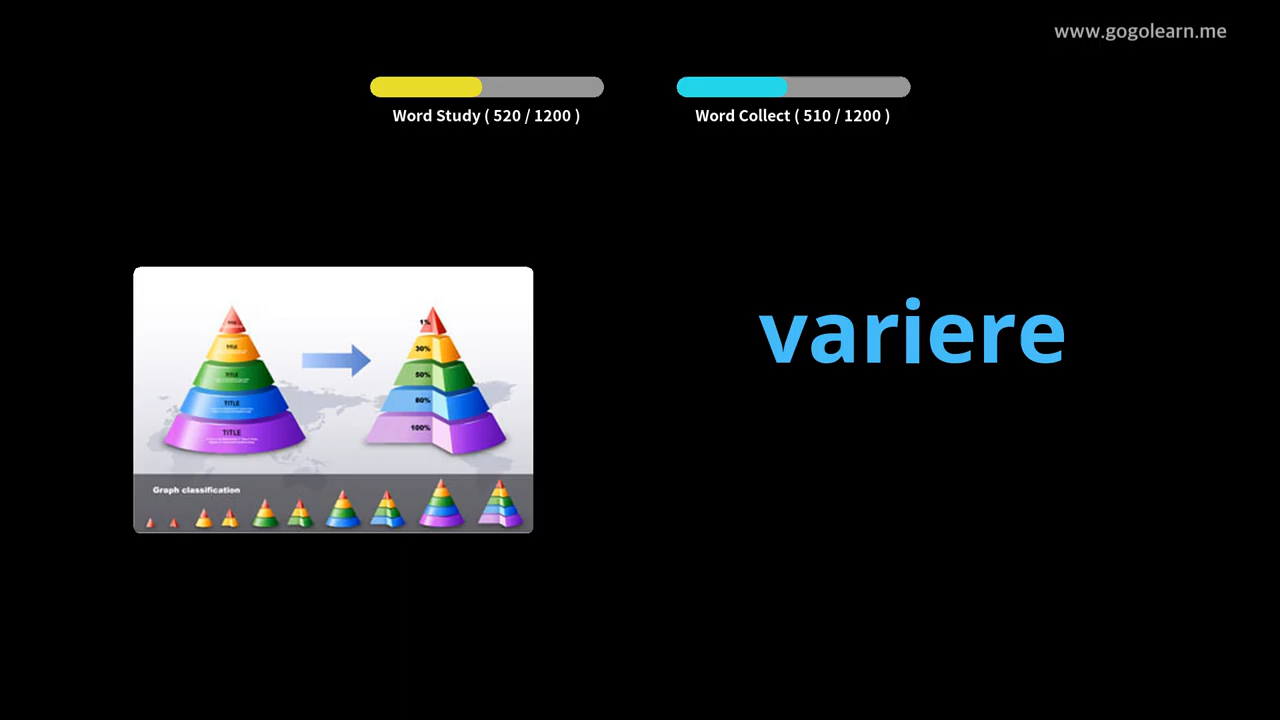 www.gogolearn.me
Word Study ( 520 / 1200 )
Word Collect ( 510 / 1200 )
variere
TITLE
TITLE
TITLE
TITLE
1%
30%
50%
80%
100%
Graph classification